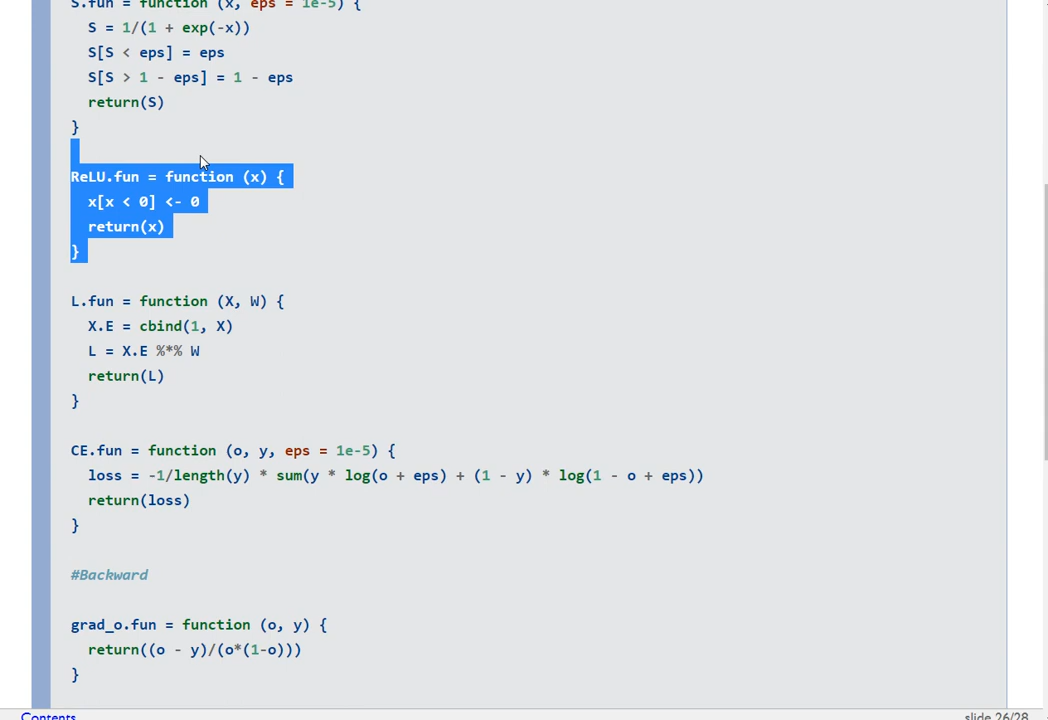 S.fun = function (x, eps = 1e-5) {
  S = 1/(1 + exp(-x))
  S[S < eps] = eps
  S[S > 1 - eps] = 1 - eps
  return(S)
}
ReLU.fun = function (x) {
  x[x < 0] <- 0
  return(x)
}
L.fun = function (X, W) {
  X.E = cbind(1, X)
  L = X.E %*% W
  return(L)
}
CE.fun = function (o, y, eps = 1e-5) {
  loss = -1/length(y) * sum(y * log(o + eps) + (1 - y) * log(1 - o + eps))
  return(loss)
}
#Backward
grad_o.fun = function (o, y) {
  return((o - y)/(o*(1-o)))
}
Contents
slide 26/28